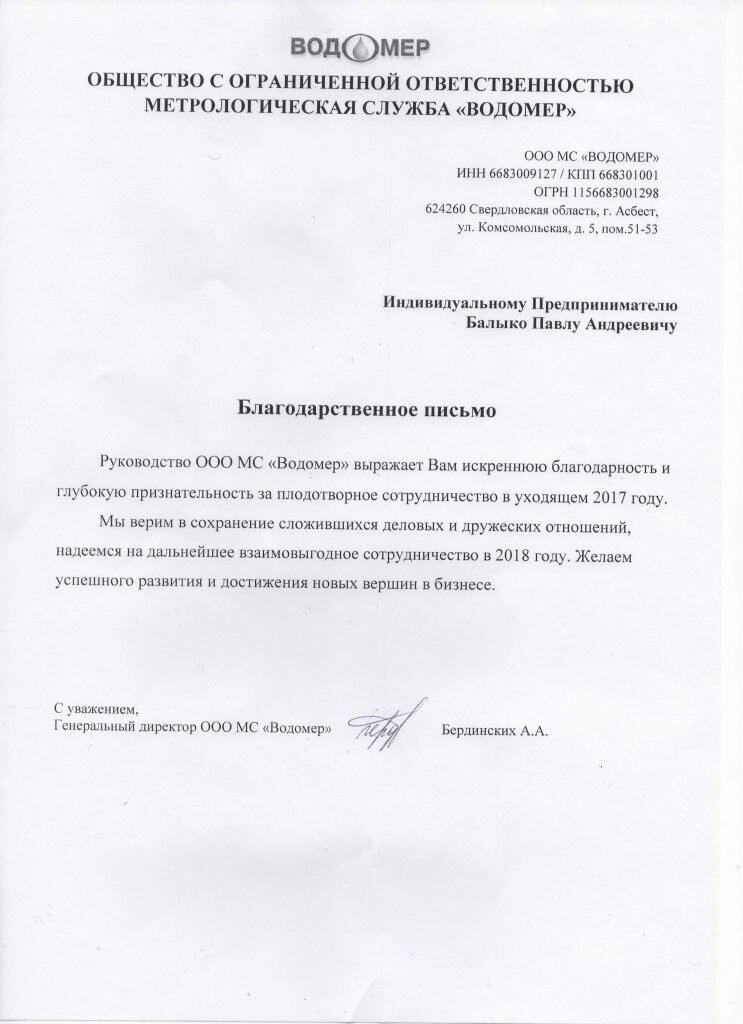 ВОДОМЕР
ОБЩЕСТВО С ОГРАНИЧЕННОЙ ОТВЕТСТВЕННОСТЬЮ
МЕТРОЛОГИЧЕСКАЯ СЛУЖБА «ВОДОМЕР»
ООО МС «ВОДОМЕР»
ИНН 6683009127 / КПП 668301001
ОГРН 1156683001298
624260 Свердловская область, г. Асбест,
ул. Комсомольская, д. 5, пом.51-53
Индивидуальному Предпринимателю
Балыко Павлу Андреевичу
Благодарственное письмо
Руководство ООО МС «Водомер» выражает Вам искреннюю благодарность и
глубокую признательность за плодотворное сотрудничество в уходящем 2017 году.
Мы верим в сохранение сложившихся деловых и дружеских отношений,
надеемся на дальнейшее взаимовыгодное сотрудничество в 2018 году. Желаем
успешного развития и достижения новых вершин в бизнесе.
С уважением,
Генеральный директор ООО МС «Водомер» Бердинских А.А.